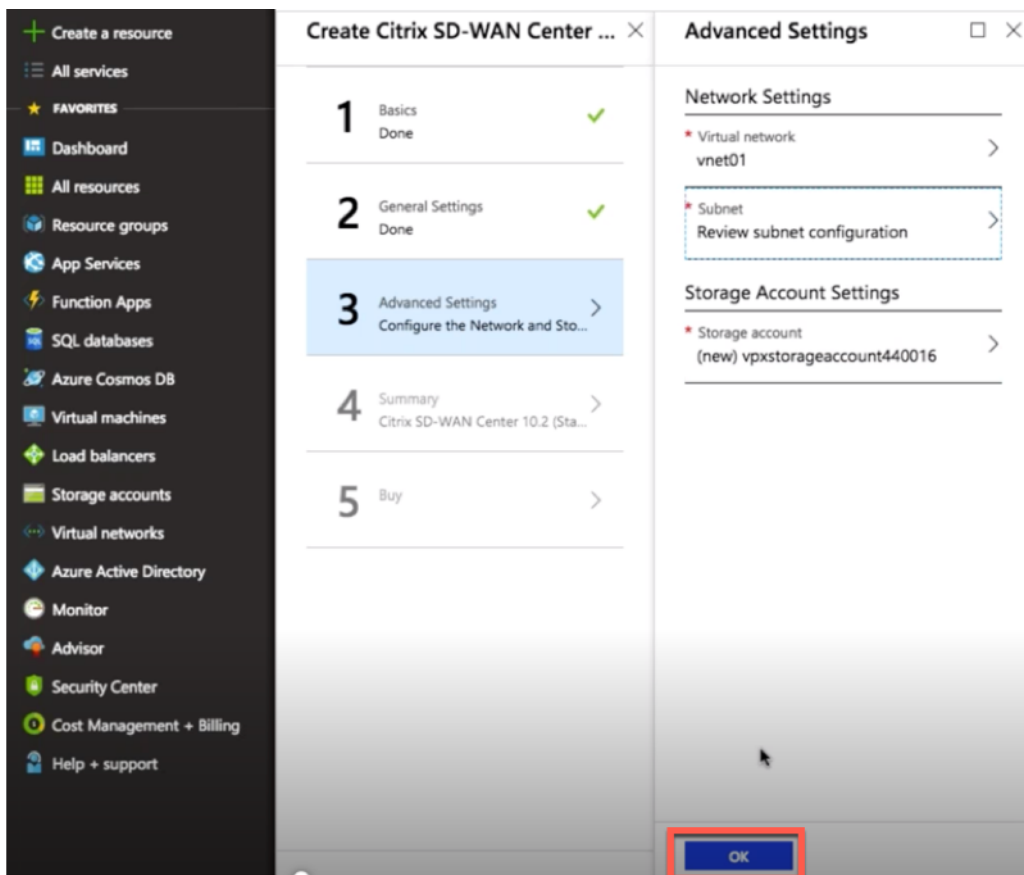 Create a resource
All services
FAVORITES
Dashboard
All resources
Resource groups
App Services
Function Apps
SQL databases
Azure Cosmos DB
Virtual machines
Load balancers
Storage accounts
Virtual networks
Azure Active Directory
Monitor
Advisor
Security Center
Cost Management + Billing
Help + support
Create Citrix SD-WAN Center ...
1
Basics
Done
2
General Settings
Done
3
Advanced Settings
Configure the Network and Sto...
4
Summary
Citrix SD-WAN Center 10.2 (Sta...
5
Buy
Advanced Settings
Network Settings
* Virtual network
vnet01
* Subnet
Review subnet configuration
Storage Account Settings
* Storage account
(new) vpxstorageaccount440016
OK